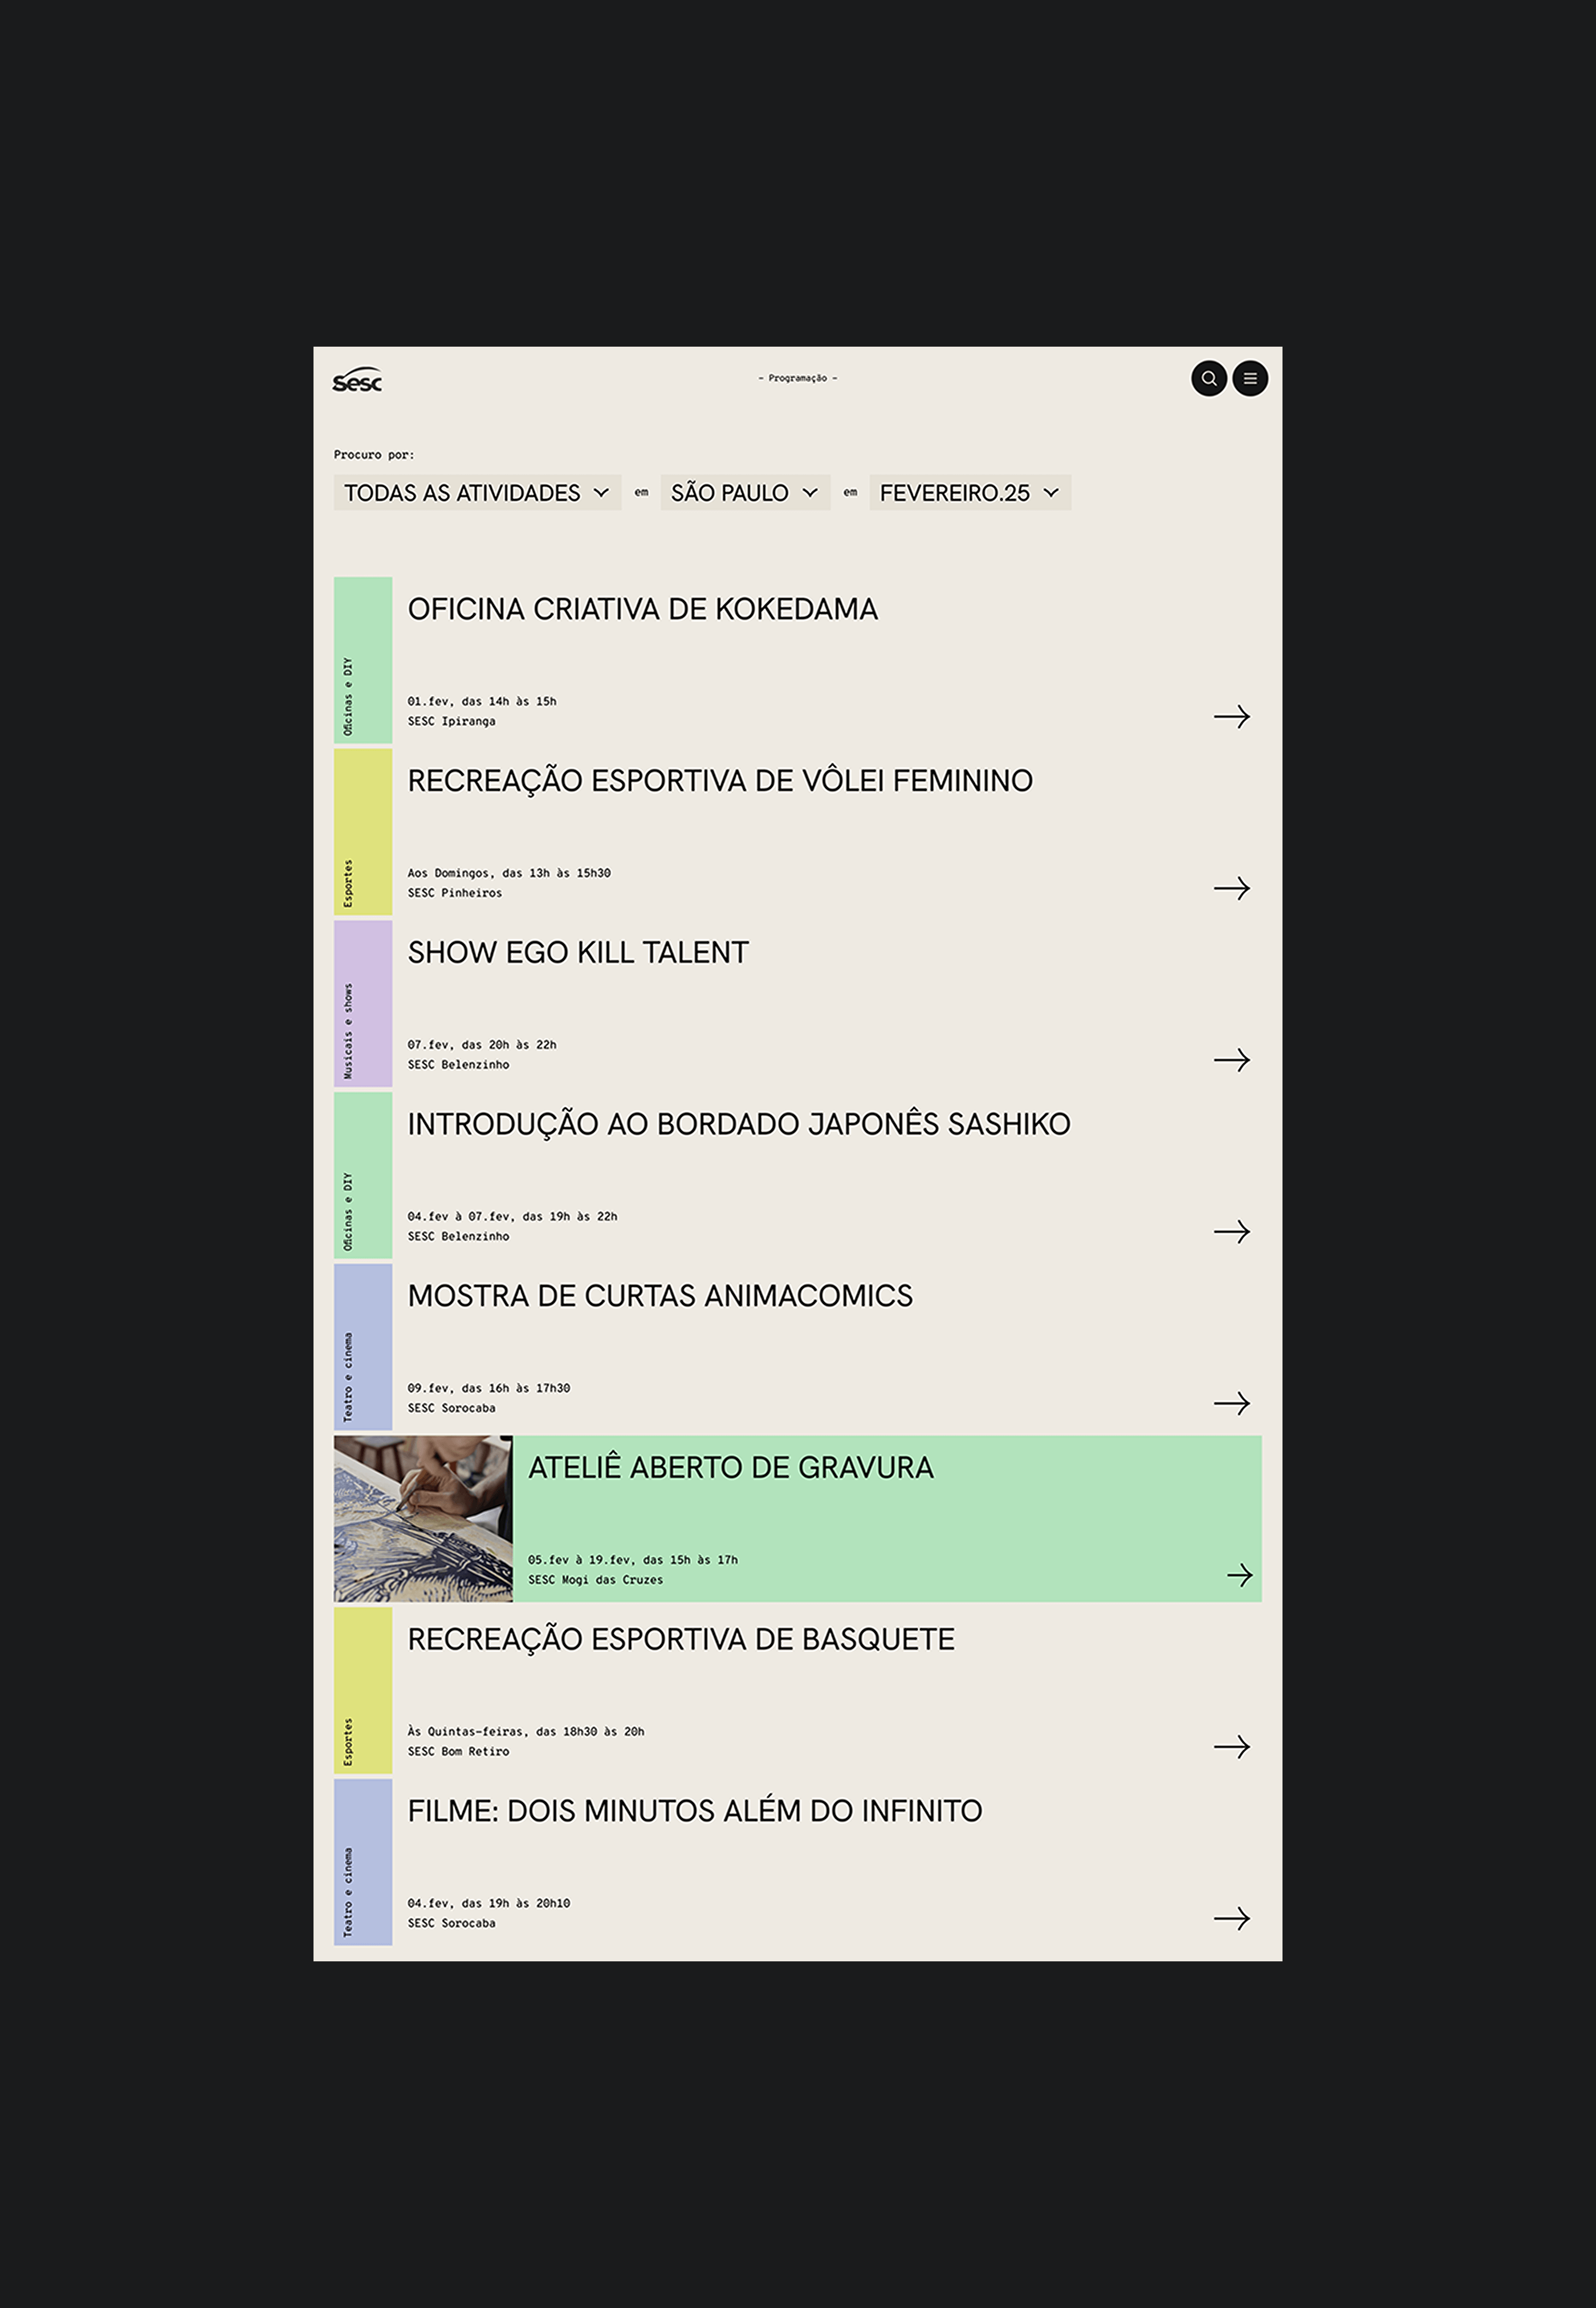 Sesc
– Programação –
Procuro por:
TODAS AS ATIVIDADES em SÃO PAULO em FEVEREIRO.25
Oficinas e DIY
OFICINA CRIATIVA DE KOKEDAMA
01.fev, das 14h às 15h
SESC Ipiranga
Esportes
RECREAÇÃO ESPORTIVA DE VÔLEI FEMININO
Aos Domingos, das 13h às 15h30
SESC Pinheiros
Musicais e shows
SHOW EGO KILL TALENT
07.fev, das 20h às 22h
SESC Belenzinho
Oficinas e DIY
INTRODUÇÃO AO BORDADO JAPONÊS SASHIKO
04.fev à 07.fev, das 19h às 22h
SESC Belenzinho
Teatro e cinema
MOSTRA DE CURTAS ANIMACOMICS
09.fev, das 16h às 17h30
SESC Sorocaba
ATELIÊ ABERTO DE GRAVURA
05.fev à 19.fev, das 15h às 17h
SESC Mogi das Cruzes
Esportes
RECREAÇÃO ESPORTIVA DE BASQUETE
Às Quintas-feiras, das 18h30 às 20h
SESC Bom Retiro
Teatro e cinema
FILME: DOIS MINUTOS ALÉM DO INFINITO
04.fev, das 19h às 20h10
SESC Sorocaba